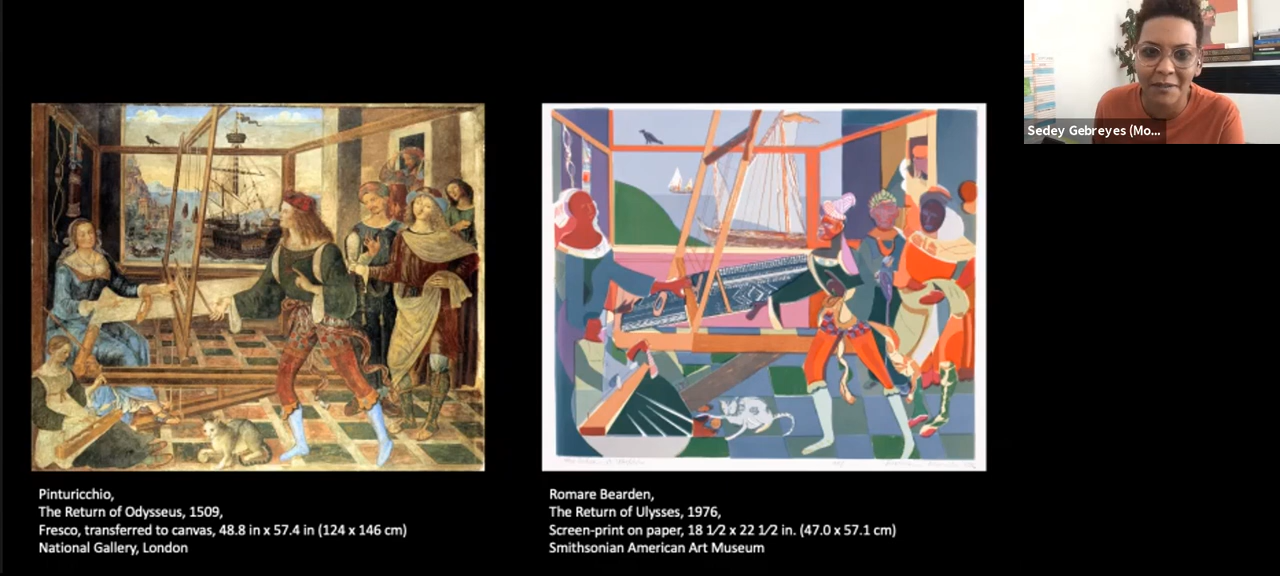 Sedey Gebreyes (Mo...
Pinturicchio,
The Return of Odysseus, 1509,
Fresco, transferred to canvas, 48.8 in x 57.4 in (124 x 146 cm)
National Gallery, London
Romare Bearden,
The Return of Ulysses, 1976,
Screen-print on paper, 18 1/2 x 22 1/2 in. (47.0 x 57.1 cm)
Smithsonian American Art Museum